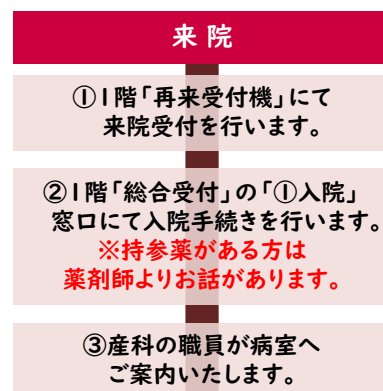 来院
①1階「再来受付機」にて
来院受付を行います。
②1階「総合受付」の「①入院」
窓口にて入院手続きを行います。
※持参薬がある方は
薬剤師よりお話があります。
③産科の職員が病室へ
ご案内いたします。